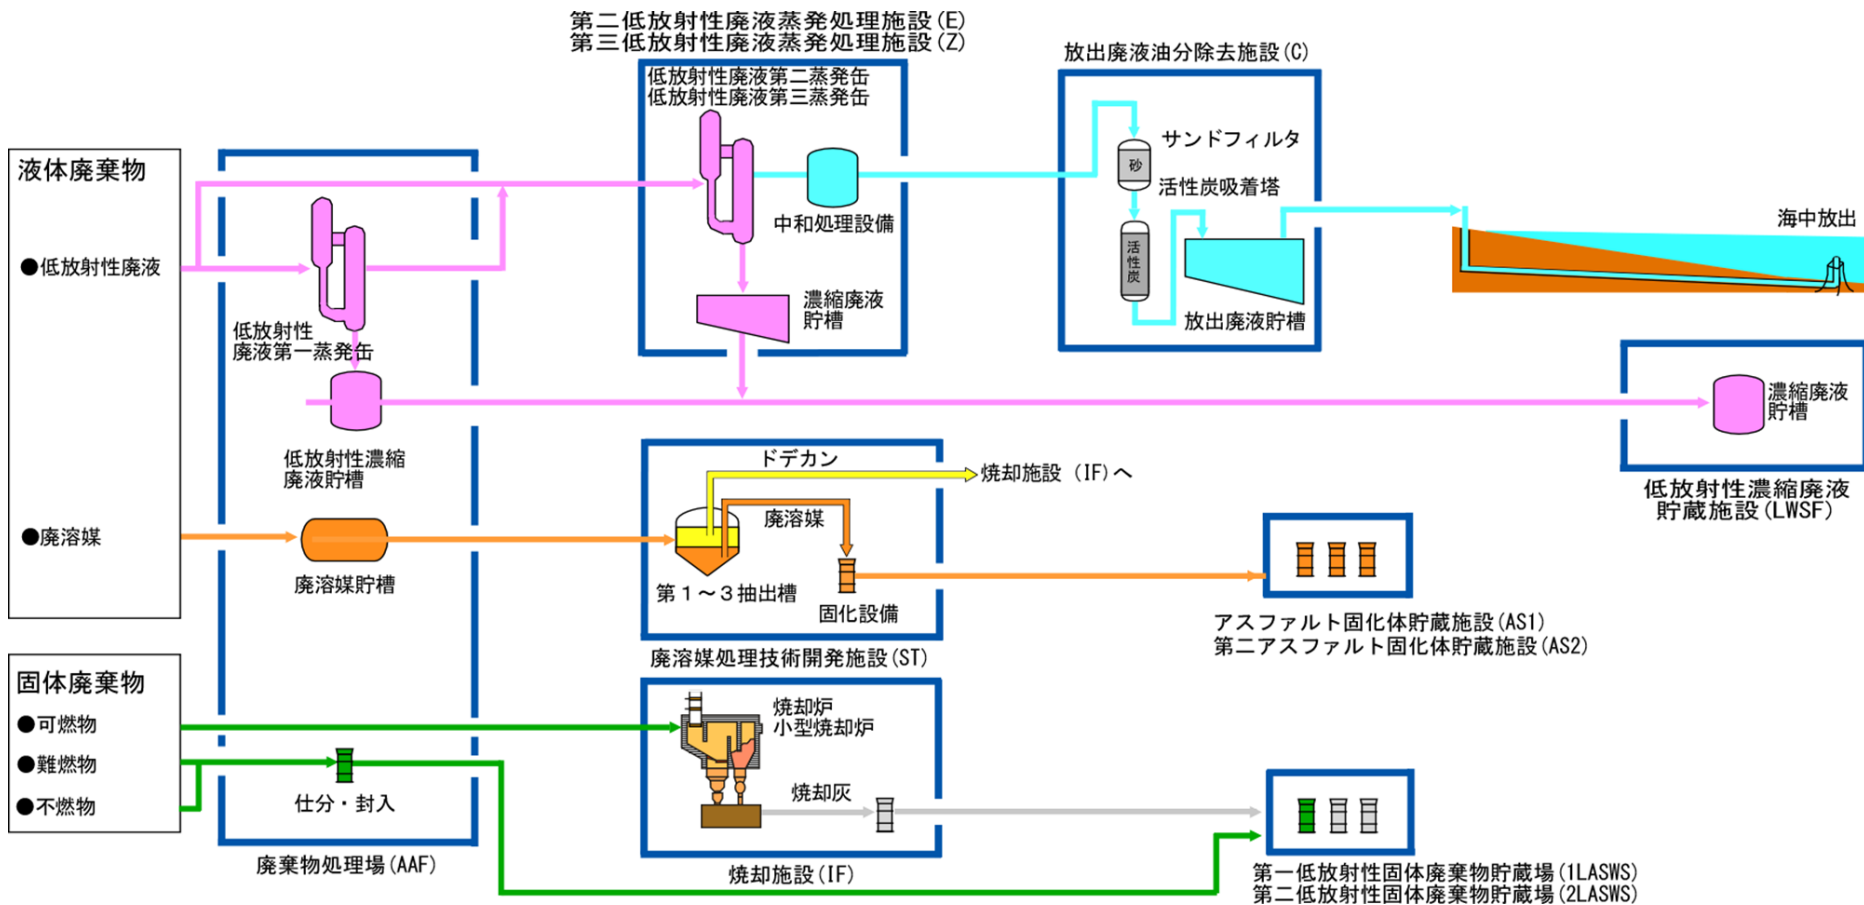 第二低放射性廃液蒸発処理施設(E)
第三低放射性廃液蒸発処理施設(Z)
低放射性廃液第二蒸発缶
低放射性廃液第三蒸発缶
中和処理設備
濃縮廃液
貯槽
放出廃液油分除去施設(C)
サンドフィルタ
砂
活性炭吸着塔
活性炭
放出廃液貯槽
海中放出
液体廃棄物
●低放射性廃液
●廃溶媒
低放射性
廃液第一蒸発缶
低放射性濃縮
廃液貯槽
廃溶媒貯槽
濃縮廃液
貯槽
低放射性濃縮廃液
貯蔵施設(LWSF)
ドデカン
焼却施設 (IF)へ
廃溶媒
第1～3抽出槽
固化設備
廃溶媒処理技術開発施設(ST)
アスファルト固化体貯蔵施設(AS1)
第二アスファルト固化体貯蔵施設(AS2)
固体廃棄物
●可燃物
●難燃物
●不燃物
仕分・封入
廃棄物処理場(AAF)
焼却炉
小型焼却炉
焼却灰
焼却施設(IF)
第一低放射性固体廃棄物貯蔵場(1LASWS)
第二低放射性固体廃棄物貯蔵場(2LASWS)